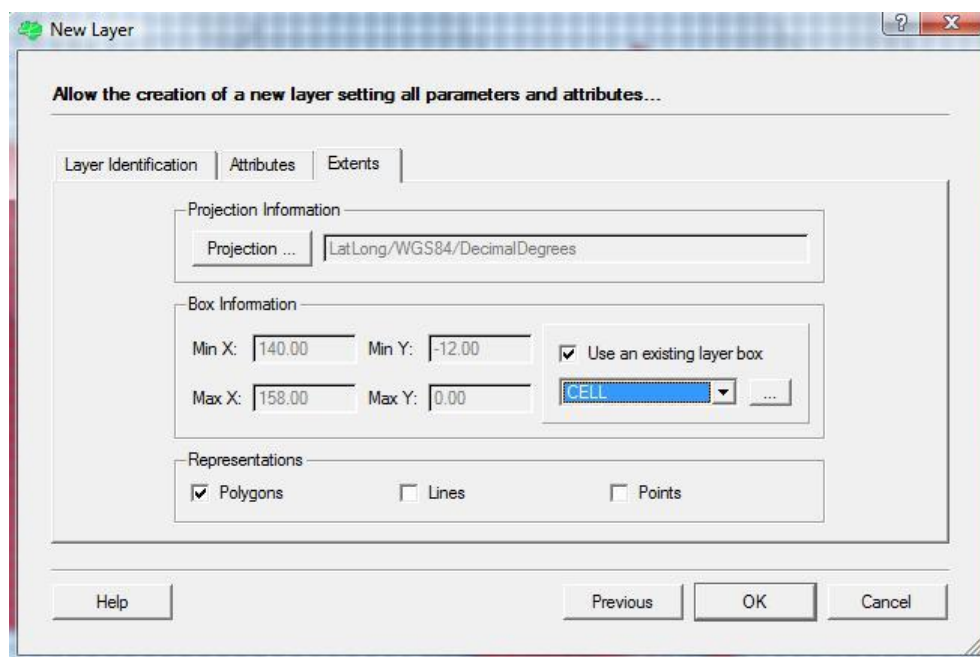 New Layer
Allow the creation of a new layer setting all parameters and attributes...
Layer Identification Attributes Extents
Projection Information
Projection ... LatLong/WGS84/DecimalDegrees
Box Information
Min X: 140.00 Min Y: -12.00 Use an existing layer box
Max X: 158.00 Max Y: 0.00 CELL ...
Representations
Polygons Lines Points
Help Previous OK Cancel